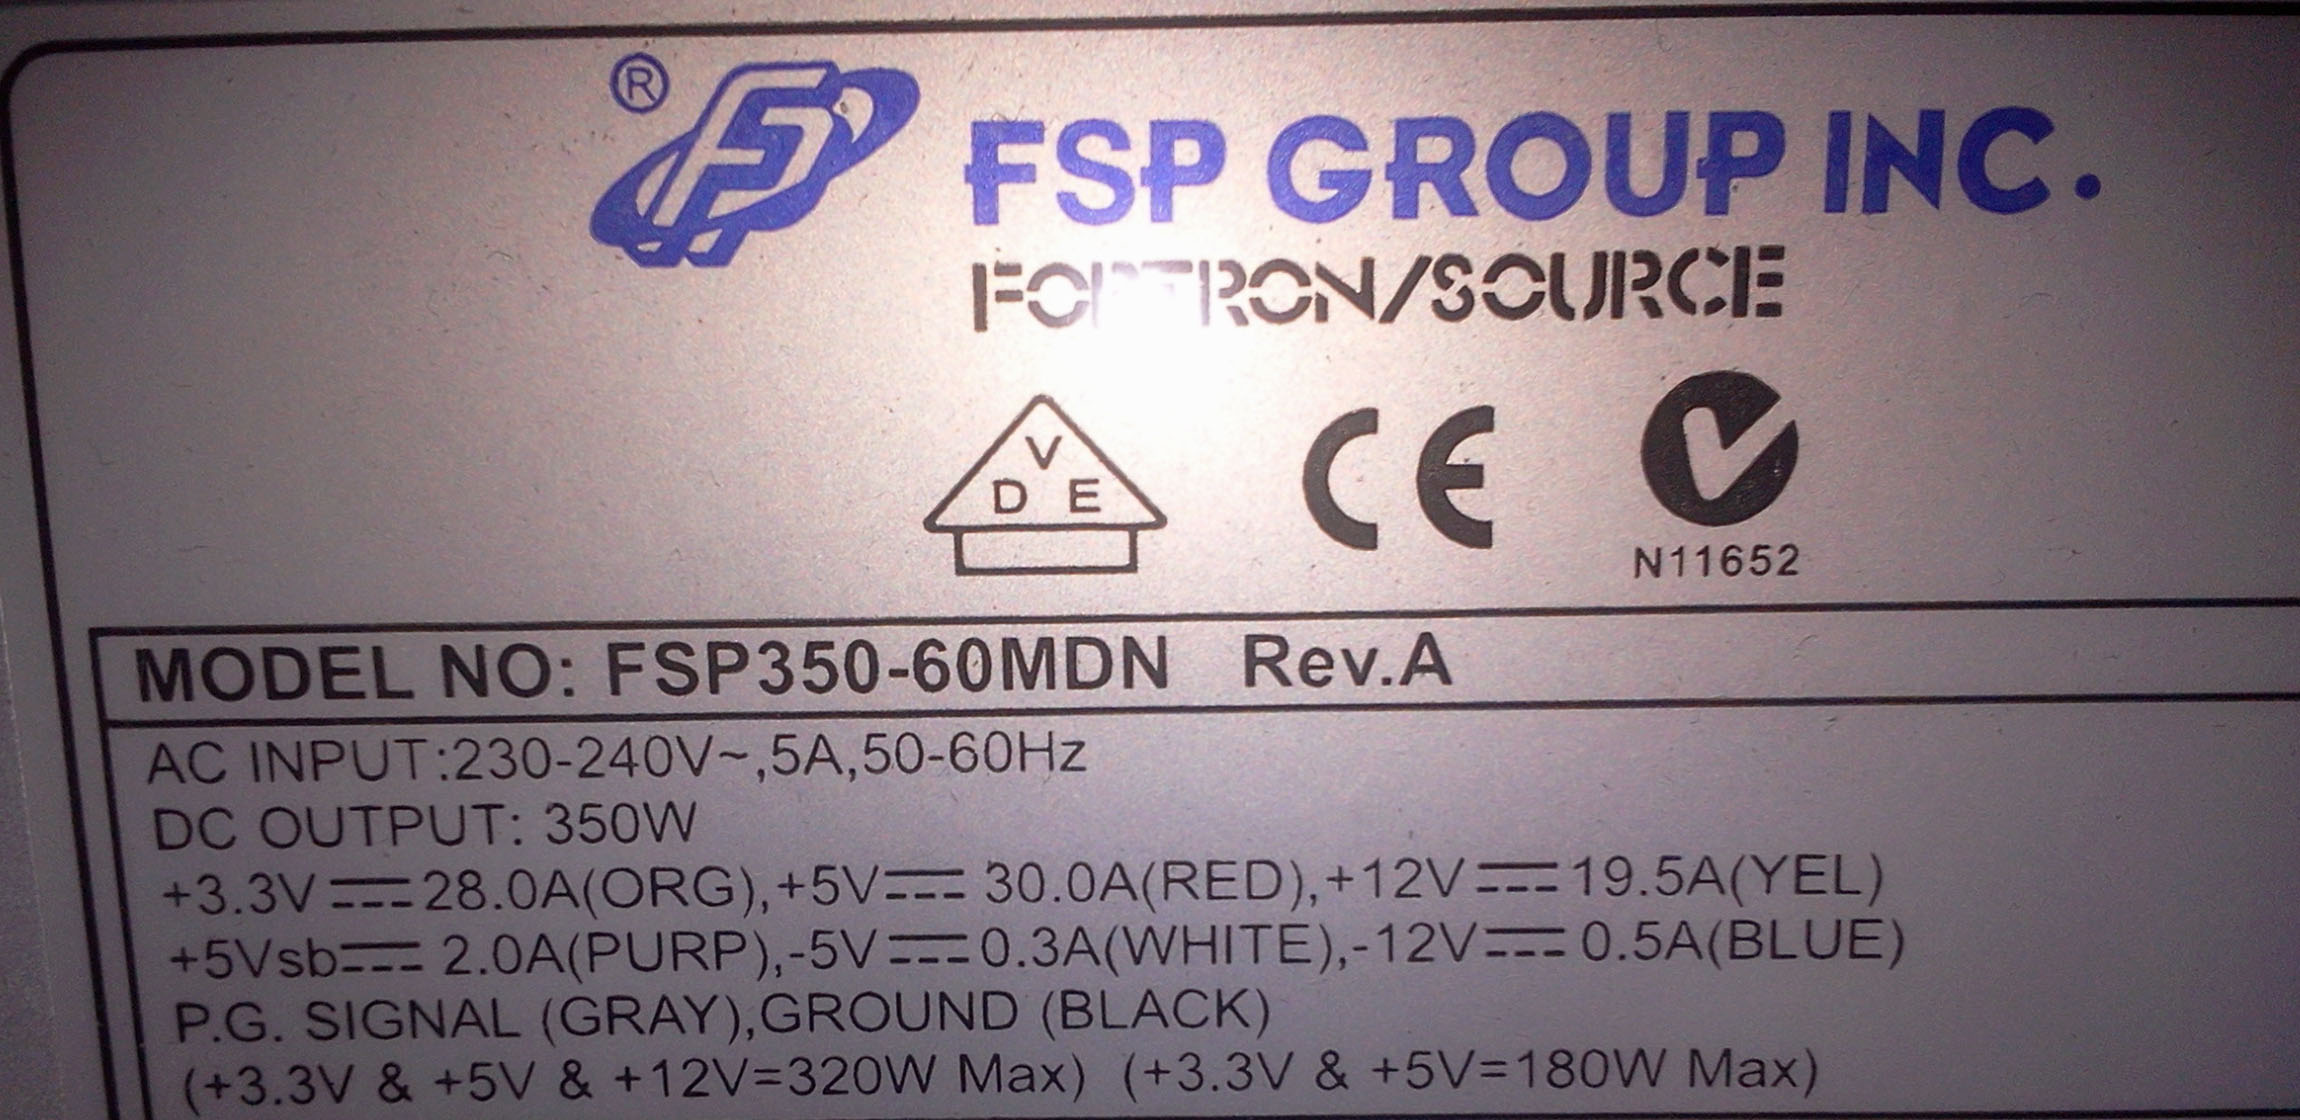 ®
FSP GROUP INC.
FORTRON/SOURCE
VDE
CE
N11652
MODEL NO: FSP350-60MDN Rev.A
AC INPUT:230-240V~,5A,50-60Hz
DC OUTPUT: 350W
+3.3V⎓28.0A(ORG),+5V⎓30.0A(RED),+12V⎓19.5A(YEL)
+5Vsb⎓2.0A(PURP),-5V⎓0.3A(WHITE),-12V⎓0.5A(BLUE)
P.G. SIGNAL (GRAY),GROUND (BLACK)
(+3.3V & +5V & +12V=320W Max) (+3.3V & +5V=180W Max)